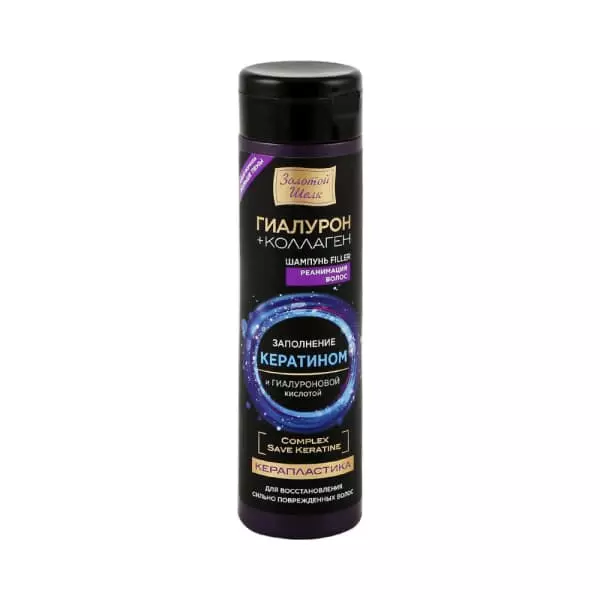 Золотой
Шелк
ГИАЛУРОН
+КОЛЛАГЕН
ШАМПУНЬ FILLER
РЕАНИМАЦИЯ
ВОЛОС
ЗАПОЛНЕНИЕ
КЕРАТИНОМ
и ГИАЛУРОНОВОЙ
КИСЛОТОЙ
COMPLEX
SAVE KERATINE
КЕРАПЛАСТИКА
ДЛЯ ВОССТАНОВЛЕНИЯ
СИЛЬНО ПОВРЕЖДЕННЫХ ВОЛОС